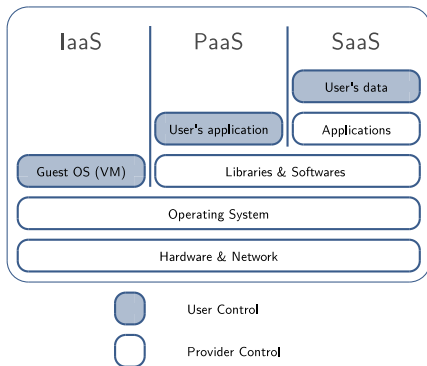 IaaS PaaS SaaS
User's data
User's application Applications
Guest OS (VM) Libraries & Softwares
Operating System
Hardware & Network
User Control
Provider Control